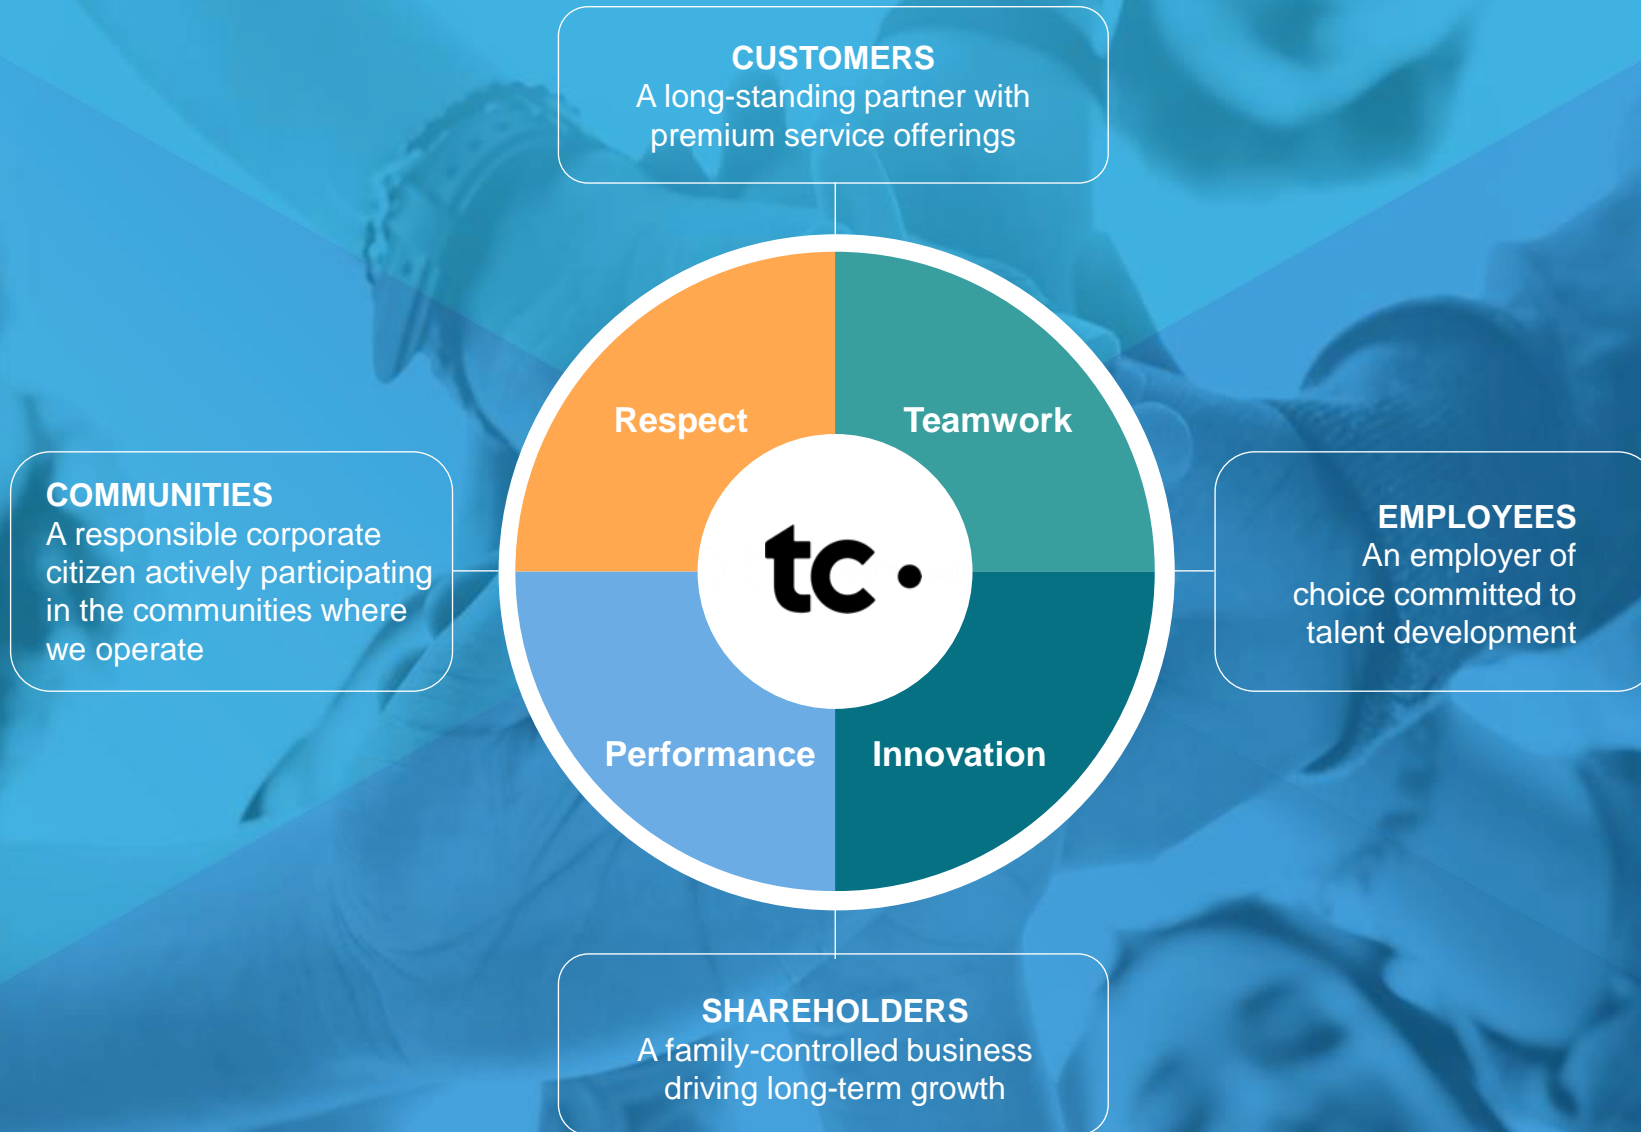 CUSTOMERS
A long-standing partner with
premium service offerings
Respect
Teamwork
COMMUNITIES
A responsible corporate
citizen actively participating
in the communities where
we operate
tc.
EMPLOYEES
An employer of
choice committed to
talent development
Performance
Innovation
SHAREHOLDERS
A family-controlled business
driving long-term growth